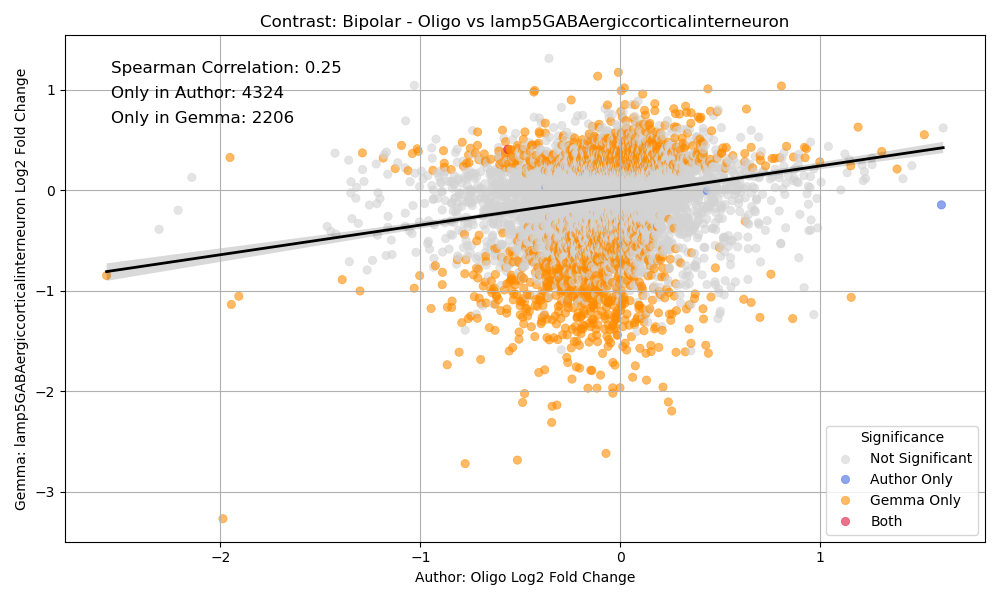 Contrast: Bipolar - Oligo vs lamp5GABAergiccorticalinterneuron
Spearman Correlation: 0.25
Only in Author: 4324
Only in Gemma: 2206
Gemma: lamp5GABAergiccorticalinterneuron Log2 Fold Change
1
0
−1
−2
−3
Significance
Not Significant
Author Only
Gemma Only
Both
−2
−1
0
1
Author: Oligo Log2 Fold Change